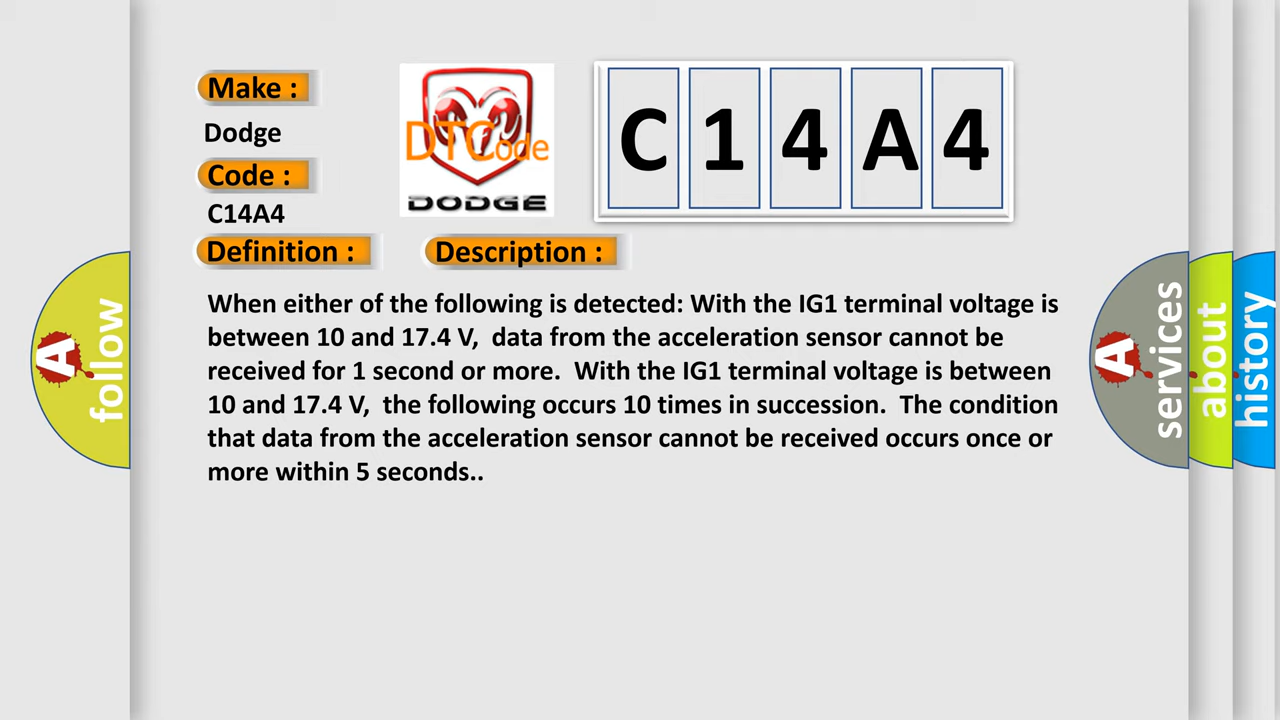 Make :
Dodge
Code :
C14A4
Definition :
Description :
DTCode
DODGE
C14A4
When either of the following is detected: With the IG1 terminal voltage is
between 10 and 17.4 V, data from the acceleration sensor cannot be
received for 1 second or more. With the IG1 terminal voltage is between
10 and 17.4 V, the following occurs 10 times in succession. The condition
that data from the acceleration sensor cannot be received occurs once or
more within 5 seconds..
A
follow
A
services
about
history